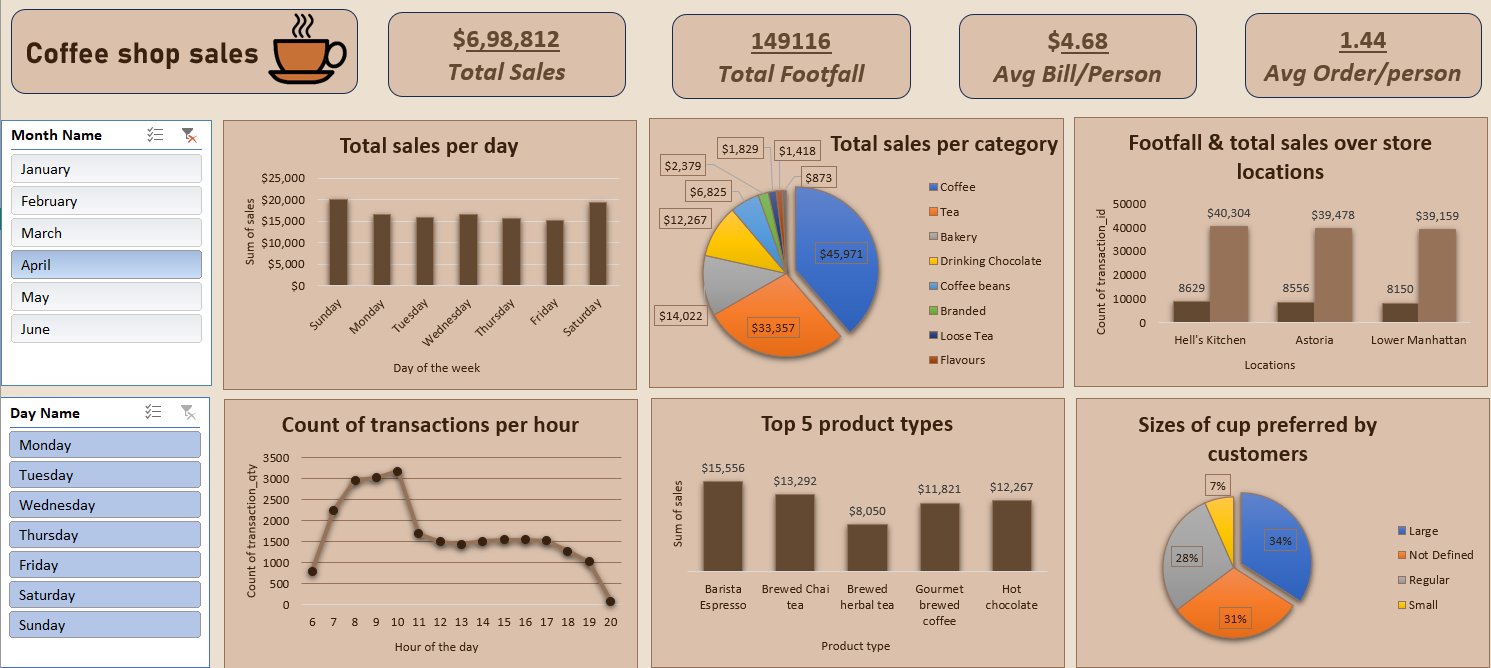 Coffee shop sales
$6,98,812
Total Sales
149116
Total Footfall
$4.68
Avg Bill/Person
1.44
Avg Order/person
Month Name
January
February
March
April
May
June
Day Name
Monday
Tuesday
Wednesday
Thursday
Friday
Saturday
Sunday
Total sales per day
Sum of sales
$25,000
$20,000
$15,000
$10,000
$5,000
$0
Sunday
Monday
Tuesday
Wednesday
Thursday
Friday
Saturday
Day of the week
Total sales per category
$1,829
$1,418
$2,379
$873
$6,825
$12,267
$45,971
$14,022
$33,357
Coffee
Tea
Bakery
Drinking Chocolate
Coffee beans
Branded
Loose Tea
Flavours
Footfall & total sales over store
locations
Count of transaction_id
50000
40000
30000
20000
10000
0
$40,304
$39,478
$39,159
8629
8556
8150
Hell's Kitchen
Astoria
Lower Manhattan
Locations
Count of transactions per hour
Count of transaction_qty
3500
3000
2500
2000
1500
1000
500
0
6 7 8 9 10 11 12 13 14 15 16 17 18 19 20
Hour of the day
Top 5 product types
Sum of sales
$15,556
$13,292
$8,050
$11,821
$12,267
Barista
Espresso
Brewed Chai
tea
Brewed
herbal tea
Gourmet
brewed
coffee
Hot
chocolate
Product type
Sizes of cup preferred by
customers
7%
34%
28%
31%
Large
Not Defined
Regular
Small